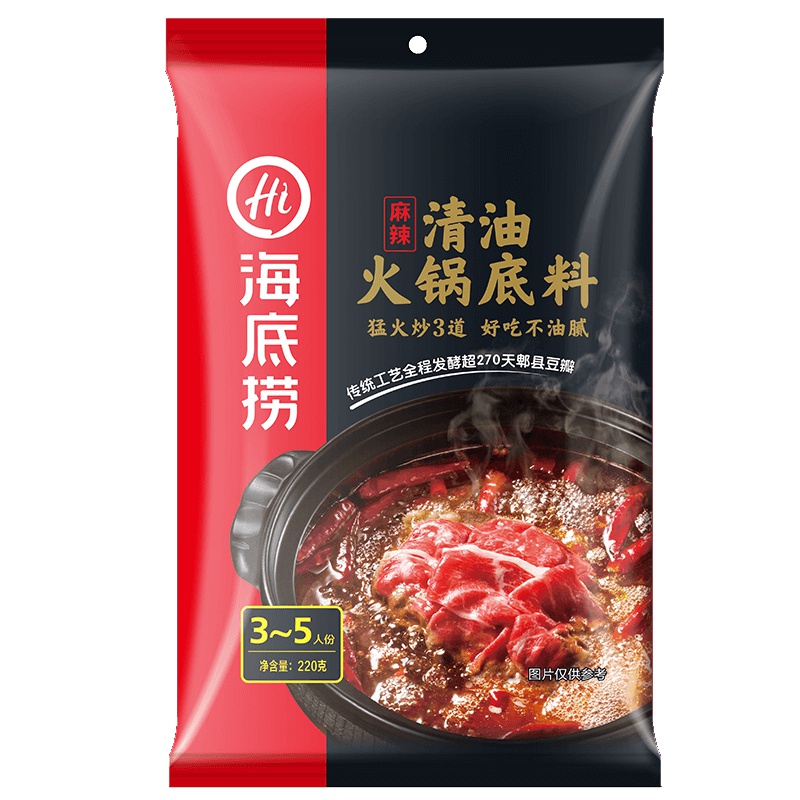 Hi
海底捞
麻辣
清油
火锅底料
猛火炒3道 好吃不油腻
传统工艺全程发酵超270天郫县豆瓣
3~5人份
净含量：220克
图片仅供参考